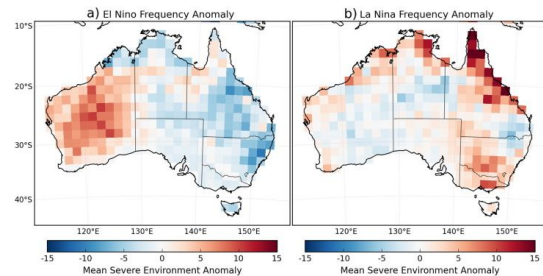 a) El Nino Frequency Anomaly
b) La Nina Frequency Anomaly
10°S
20°S
30°S
40°S
120°E 130°E 140°E 150°E
120°E 130°E 140°E 150°E
-15 -10 -5 0 5 10 15
-15 -10 -5 0 5 10 15
Mean Severe Environment Anomaly
Mean Severe Environment Anomaly